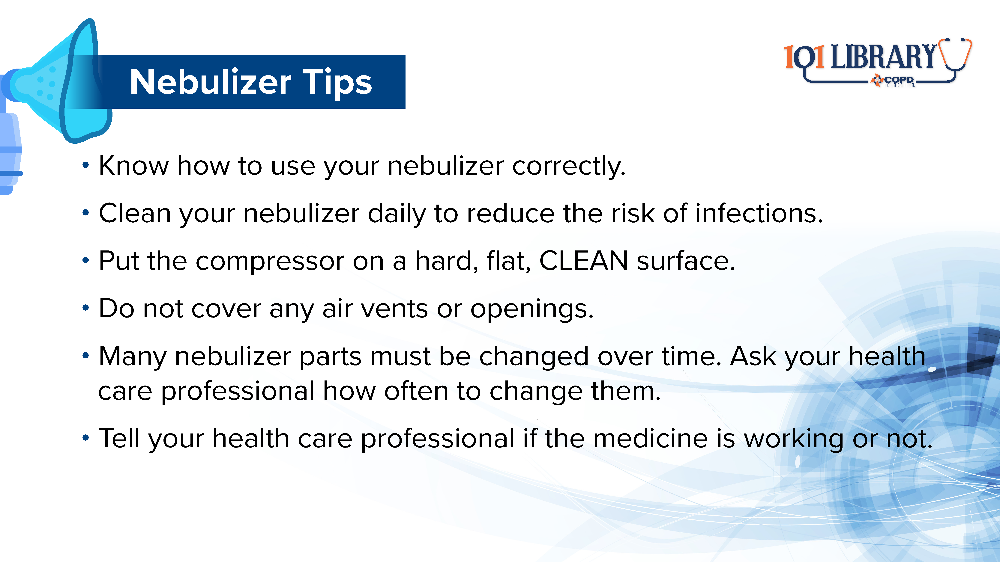 101 LIBRARY
COPD
FOUNDATION®
Nebulizer Tips
• Know how to use your nebulizer correctly.
• Clean your nebulizer daily to reduce the risk of infections.
• Put the compressor on a hard, flat, CLEAN surface.
• Do not cover any air vents or openings.
• Many nebulizer parts must be changed over time. Ask your health
care professional how often to change them.
• Tell your health care professional if the medicine is working or not.